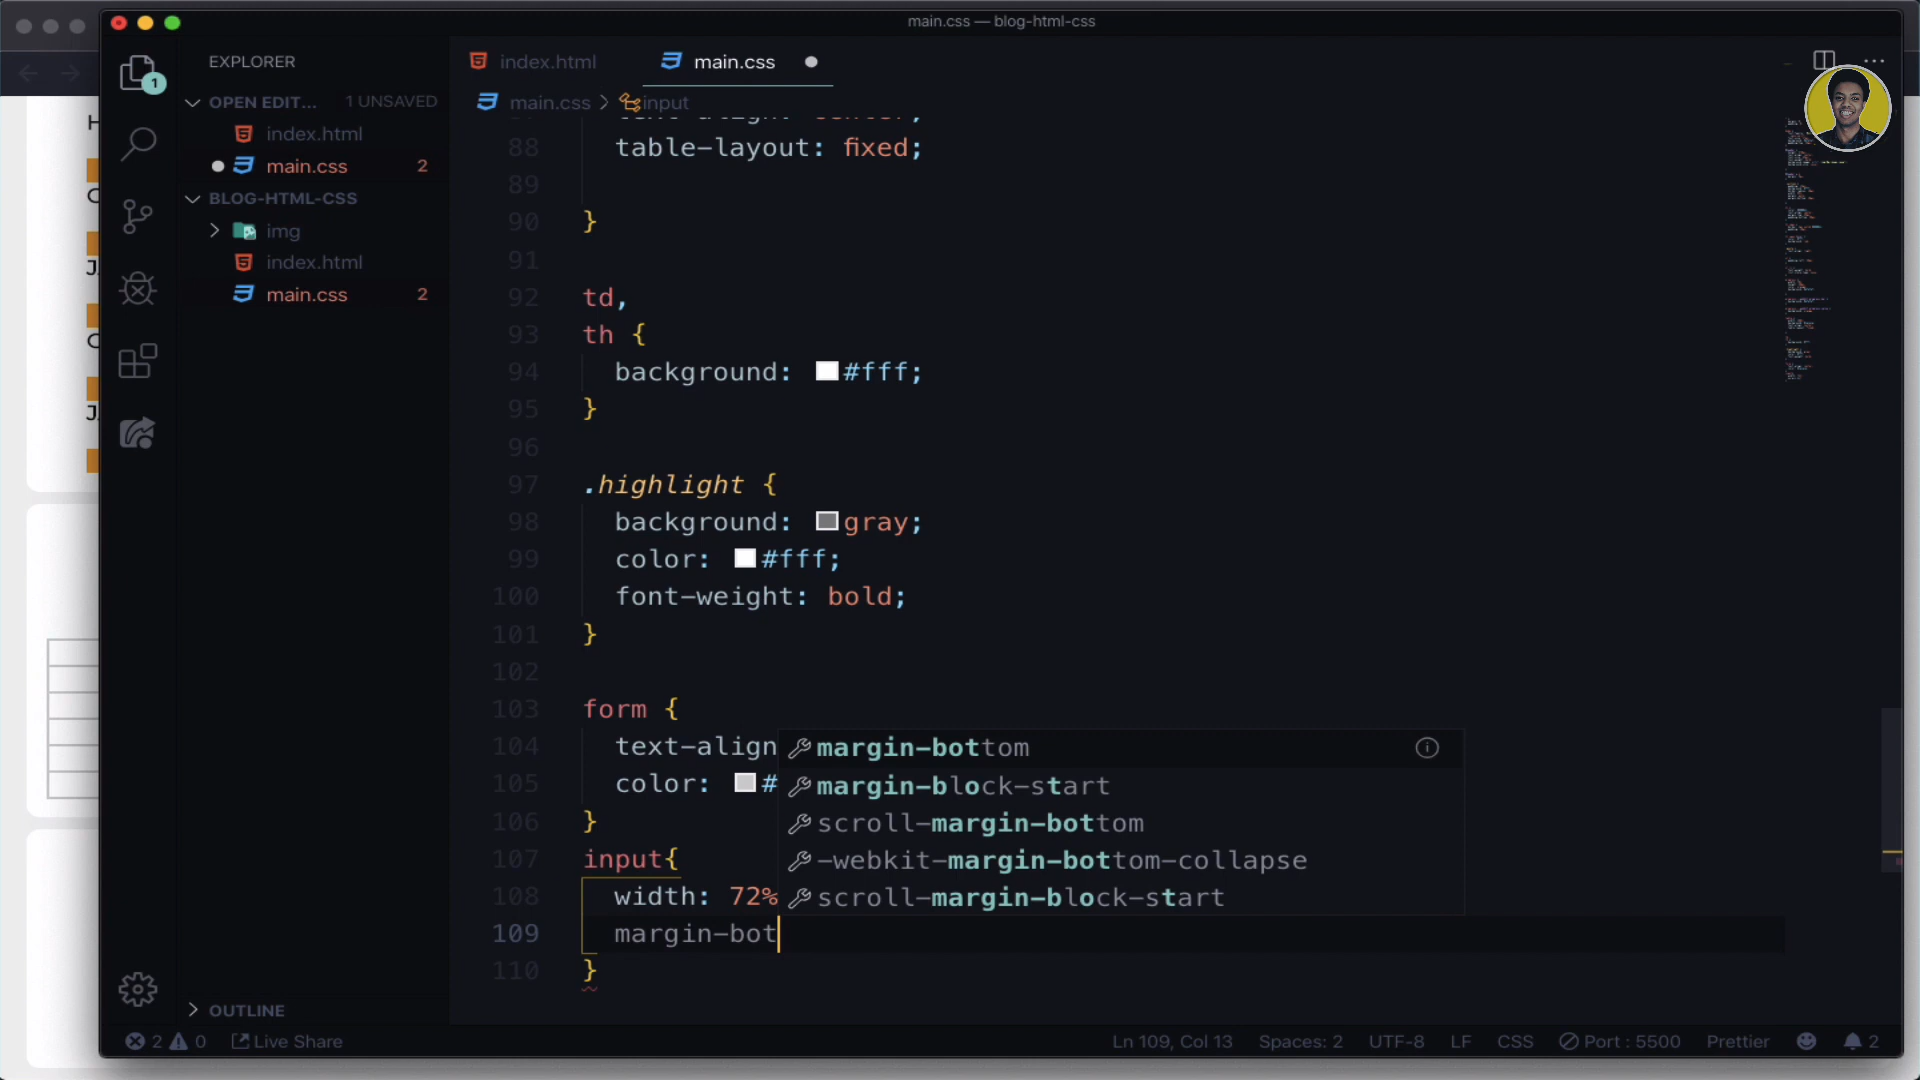 main.css — blog-html-css
EXPLORER
OPEN EDIT... 1 UNSAVED
index.html
main.css 2
BLOG-HTML-CSS
img
index.html
main.css 2
OUTLINE
1
index.html
main.css
main.css > input
88 table-layout: fixed;
89
90 }
91
92 td,
93 th {
94 background: #fff;
95 }
96
97 .highlight {
98 background: gray;
99 color: #fff;
100 font-weight: bold;
101 }
102
103 form {
104 text-align
105 color: #
106 }
107 input{
108 width: 72%
109 margin-bot
110 }
margin-bottom
margin-block-start
scroll-margin-bottom
-webkit-margin-bottom-collapse
scroll-margin-block-start
2 0 Live Share
Ln 109, Col 13 Spaces: 2 UTF-8 LF CSS Port : 5500 Prettier 2